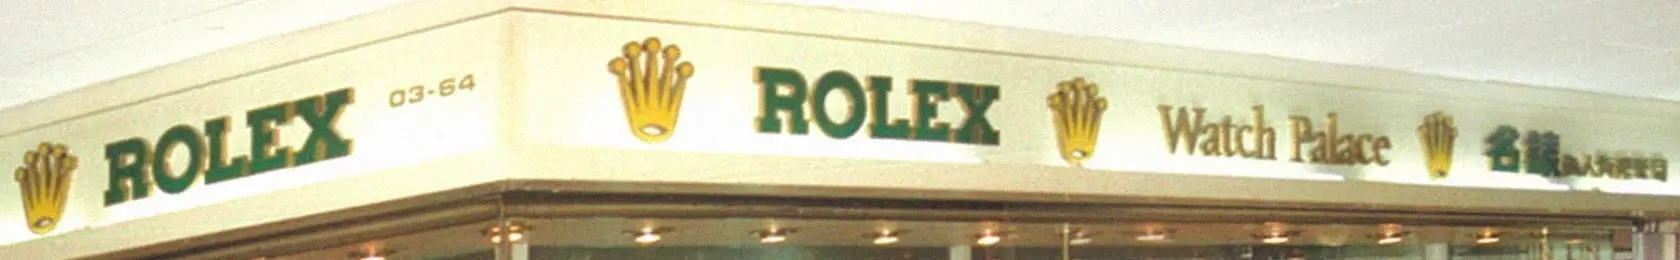 ROLEX
03-64
ROLEX
Watch Palace
名錶